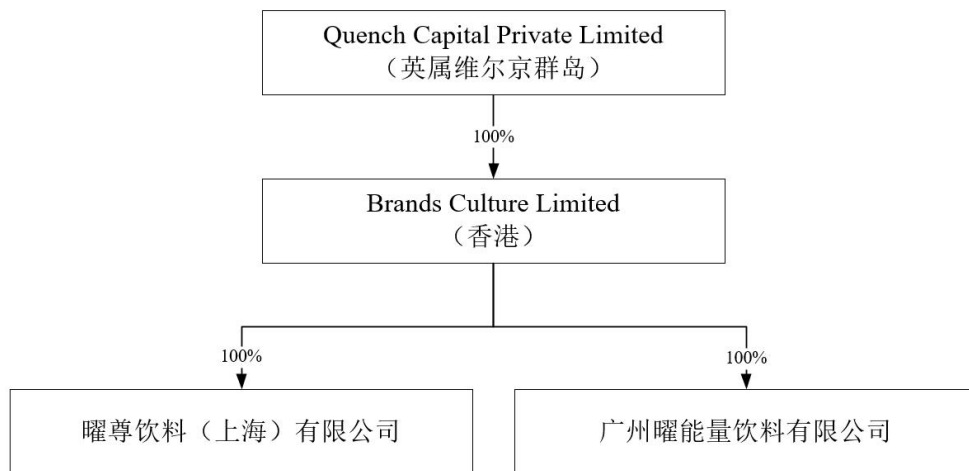 Quench Capital Private Limited
（英属维尔京群岛）
100%
Brands Culture Limited
（香港）
100%
100%
曜尊饮料（上海）有限公司
广州曜能量饮料有限公司